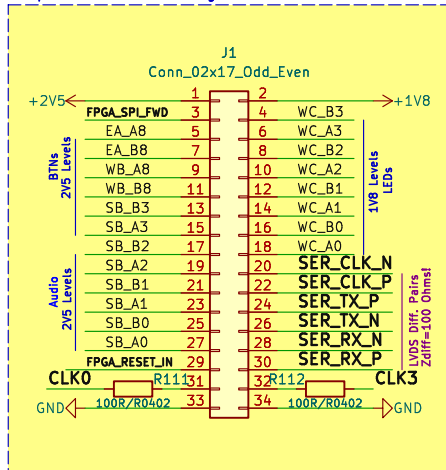 J1
Conn_02x17_Odd_Even
+2V5 1 2 +1V8
FPGA_SPI_FWD 3 4 WC_B3
EA_A8 5 6 WC_A3
EA_B8 7 8 WC_B2
WB_A8 9 10 WC_A2
WB_B8 11 12 WC_B1
SB_B3 13 14 WC_A1
SB_A3 15 16 WC_B0
SB_B2 17 18 WC_A0
SB_A2 19 20 SER_CLK_N
SB_B1 21 22 SER_CLK_P
SB_A1 23 24 SER_TX_P
SB_B0 25 26 SER_TX_N
SB_A0 27 28 SER_RX_N
FPGA_RESET_IN 29 30 SER_RX_P
CLK0 R111 31 32 R112 CLK3
100R/R0402 100R/R0402
GND 33 34 GND
BTNs
2V5 Levels
Audio
2V5 Levels
1V8 Levels
LEDs
LVDS Diff. Pairs
Zdiff=100 Ohms!